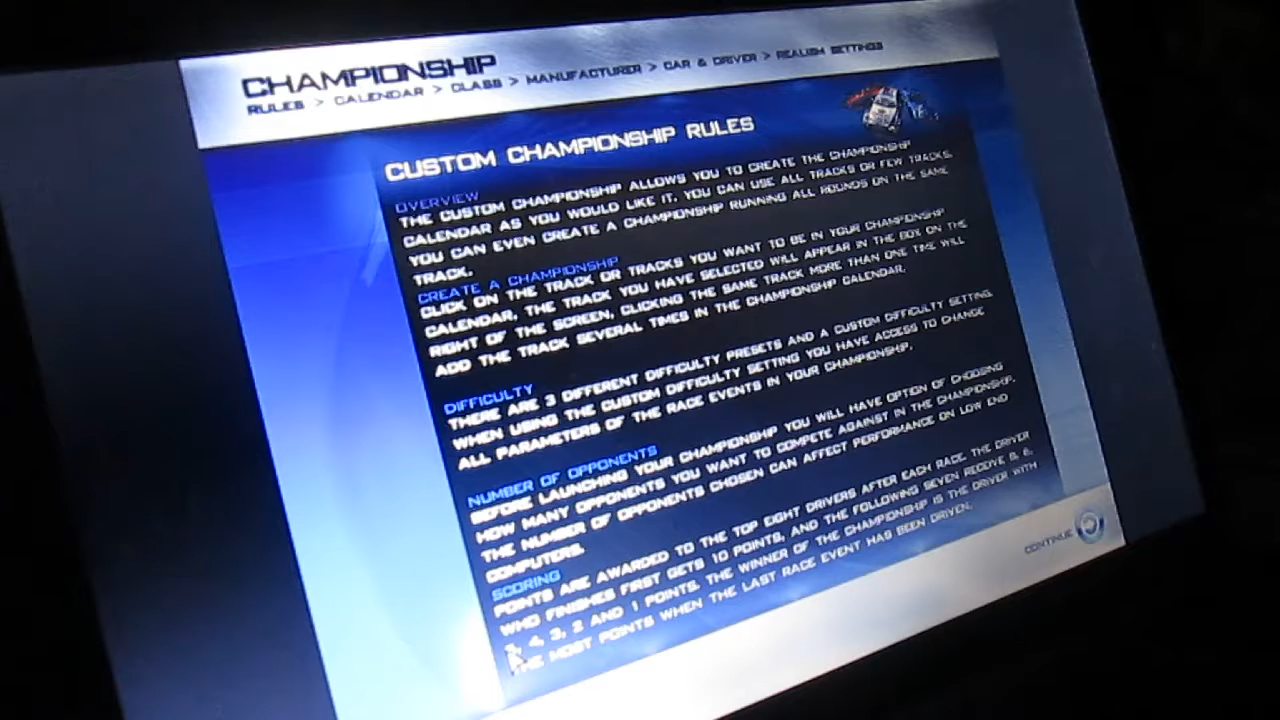 CHAMPIONSHIP
RULES > CALENDAR > CLASS > MANUFACTURER > CAR & DRIVER > REALISM SETTINGS
CUSTOM CHAMPIONSHIP RULES
OVERVIEW
THE CUSTOM CHAMPIONSHIP ALLOWS YOU TO CREATE THE CHAMPIONSHIP
CALENDAR AS YOU WOULD LIKE IT. YOU CAN USE ALL TRACKS OR FEW TRACKS.
YOU CAN EVEN CREATE A CHAMPIONSHIP RUNNING ALL ROUNDS ON THE SAME
TRACK.
CREATE A CHAMPIONSHIP
CLICK ON THE TRACK OR TRACKS YOU WANT TO BE IN YOUR CHAMPIONSHIP
CALENDAR, THE TRACK YOU HAVE SELECTED WILL APPEAR IN THE BOX ON THE
RIGHT OF THE SCREEN, CLICKING THE SAME TRACK MORE THAN ONE TIME WILL
ADD THE TRACK SEVERAL TIMES IN THE CHAMPIONSHIP CALENDAR.
DIFFICULTY
THERE ARE 3 DIFFERENT DIFFICULTY PRESETS AND A CUSTOM DIFFICULTY SETTING.
WHEN USING THE CUSTOM DIFFICULTY SETTING YOU HAVE ACCESS TO CHANGE
ALL PARAMETERS OF THE RACE EVENTS IN YOUR CHAMPIONSHIP.
NUMBER OF OPPONENTS
BEFORE LAUNCHING YOUR CHAMPIONSHIP YOU WILL HAVE OPTION OF CHOOSING
HOW MANY OPPONENTS YOU WANT TO COMPETE AGAINST IN THE CHAMPIONSHIP.
THE NUMBER OF OPPONENTS CHOSEN CAN AFFECT PERFORMANCE ON LOW END
COMPUTERS.
SCORING
POINTS ARE AWARDED TO THE TOP EIGHT DRIVERS AFTER EACH RACE. THE DRIVER
WHO FINISHES FIRST GETS 10 POINTS, AND THE FOLLOWING SEVEN RECEIVE 8, 6,
5, 4, 3, 2 AND 1 POINTS. THE WINNER OF THE CHAMPIONSHIP IS THE DRIVER WITH
THE MOST POINTS WHEN THE LAST RACE EVENT HAS BEEN DRIVEN.
CONTINUE